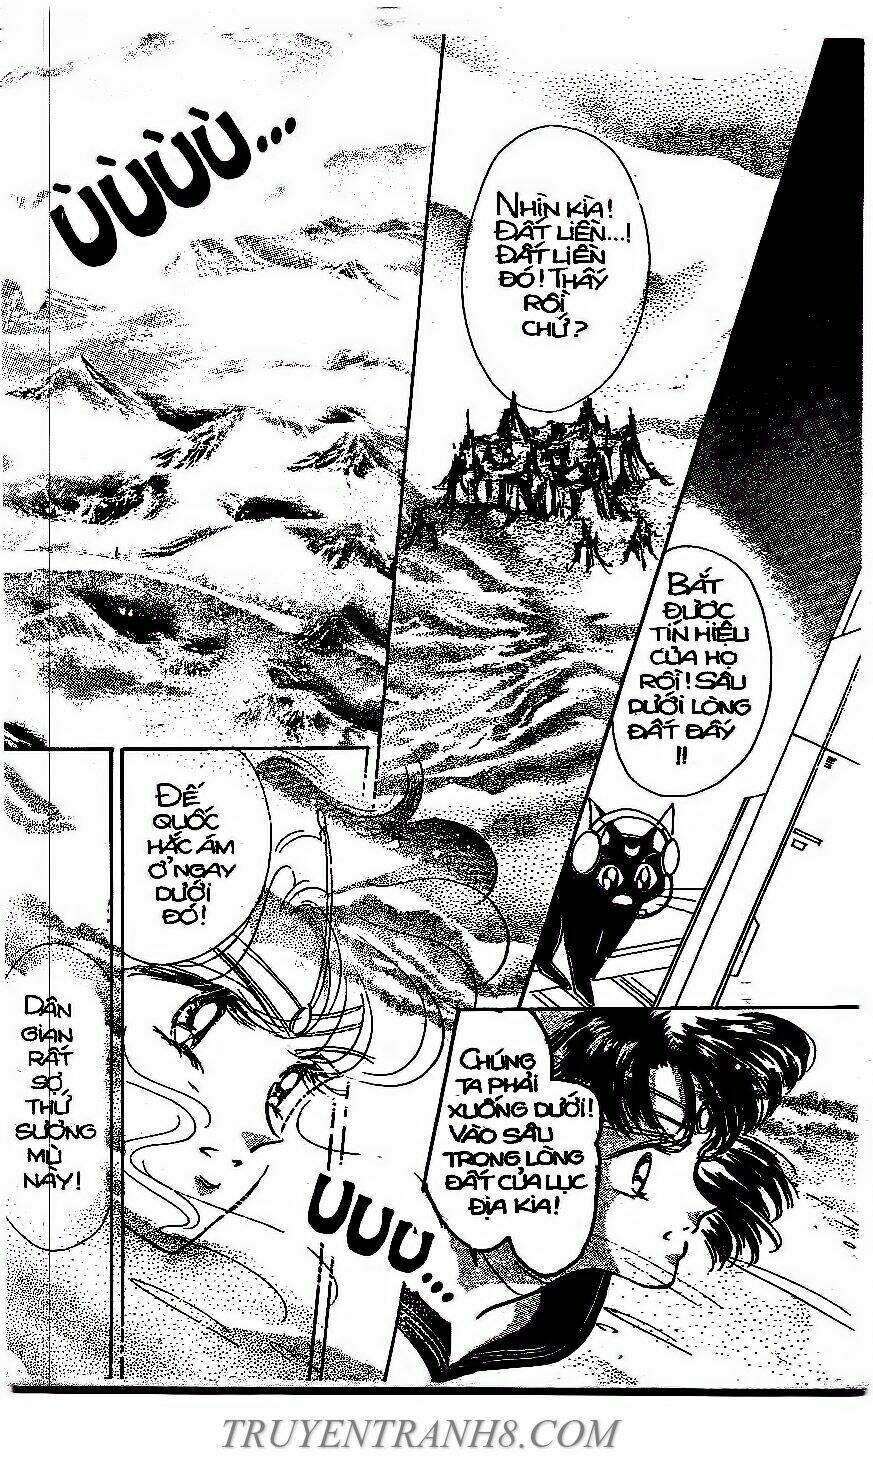 ÙÙÙÙ...
NHÌN KÌA!
ĐẤT LIỀN...!
ĐẤT LIỀN
ĐÓ! THẤY
RỒI
CHỨ?
BẮT
ĐƯỢC
TÍN HIỆU
CỦA HỌ
RỒI! SÂU
DƯỚI LÒNG
ĐẤT ĐẤY
!!
ĐẾ
QUỐC
HẮC ÁM
Ở NGAY
DƯỚI
ĐÓ!
DÂN
GIAN
RẤT
SỢ
THỨ
SƯƠNG
MÙ
NÀY!
CHÚNG
TA PHẢI
XUỐNG DƯỚI!
VÀO SÂU
TRONG LÒNG
ĐẤT CỦA LỤC
ĐỊA KIA!
UUÙ...
TRUYENTRANH8.COM